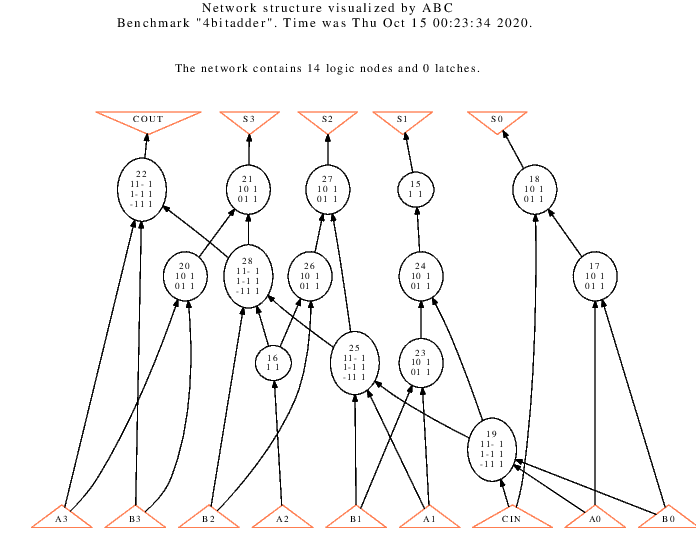 Network structure visualized by ABC
Benchmark "4bitadder". Time was Thu Oct 15 00:23:34 2020.
The network contains 14 logic nodes and 0 latches.
COUT
S3
S2
S1
S0
22
11- 1
1-1 1
-11 1
21
10 1
01 1
27
10 1
01 1
15
1 1
18
10 1
01 1
20
10 1
01 1
28
11- 1
1-1 1
-11 1
26
10 1
01 1
24
10 1
01 1
17
10 1
01 1
16
1 1
25
11- 1
1-1 1
-11 1
23
10 1
01 1
19
11- 1
1-1 1
-11 1
A3
B3
B2
A2
B1
A1
CIN
A0
B0